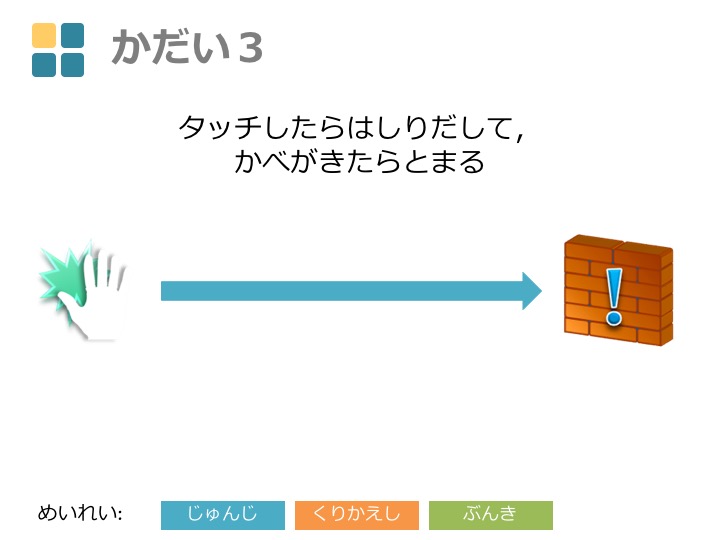 かだい３
タッチしたらはしりだして，
かべがきたらとまる
めいれい:
じゅんじ
くりかえし
ぶんき